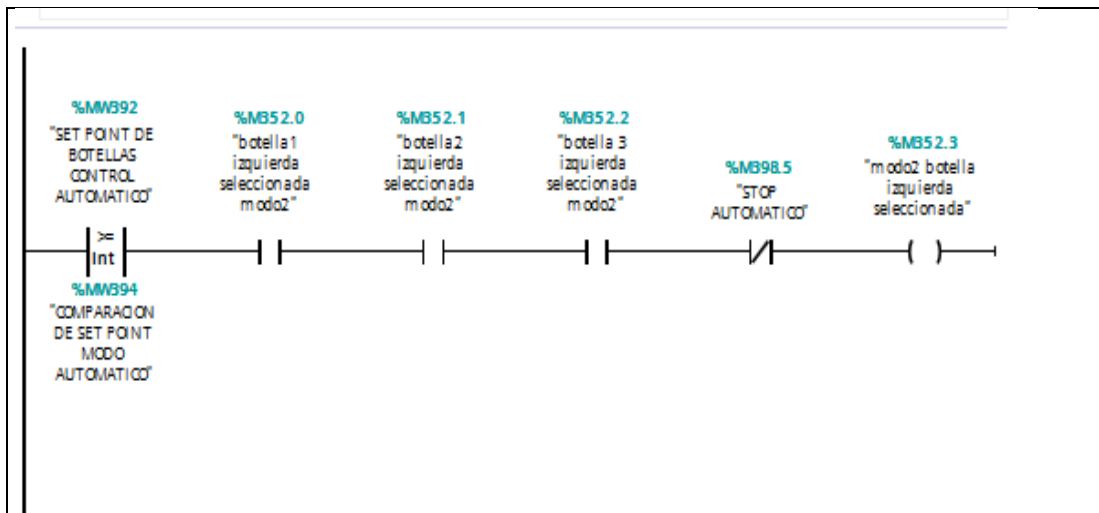 %MW392
"SET POINT DE
BOTELLAS
CONTROL
AUTOMATICO"
>=
Int
%MW394
"COMPARACION
DE SET POINT
MODO
AUTOMATICO"
%M352.0
"botella1
izquierda
seleccionada
modo2"
%M352.1
"botella2
izquierda
seleccionada
modo2"
%M352.2
"botella 3
izquierda
seleccionada
modo2"
%M398.5
"STOP
AUTOMATICO"
%M352.3
"modo2 botella
izquierda
seleccionada"